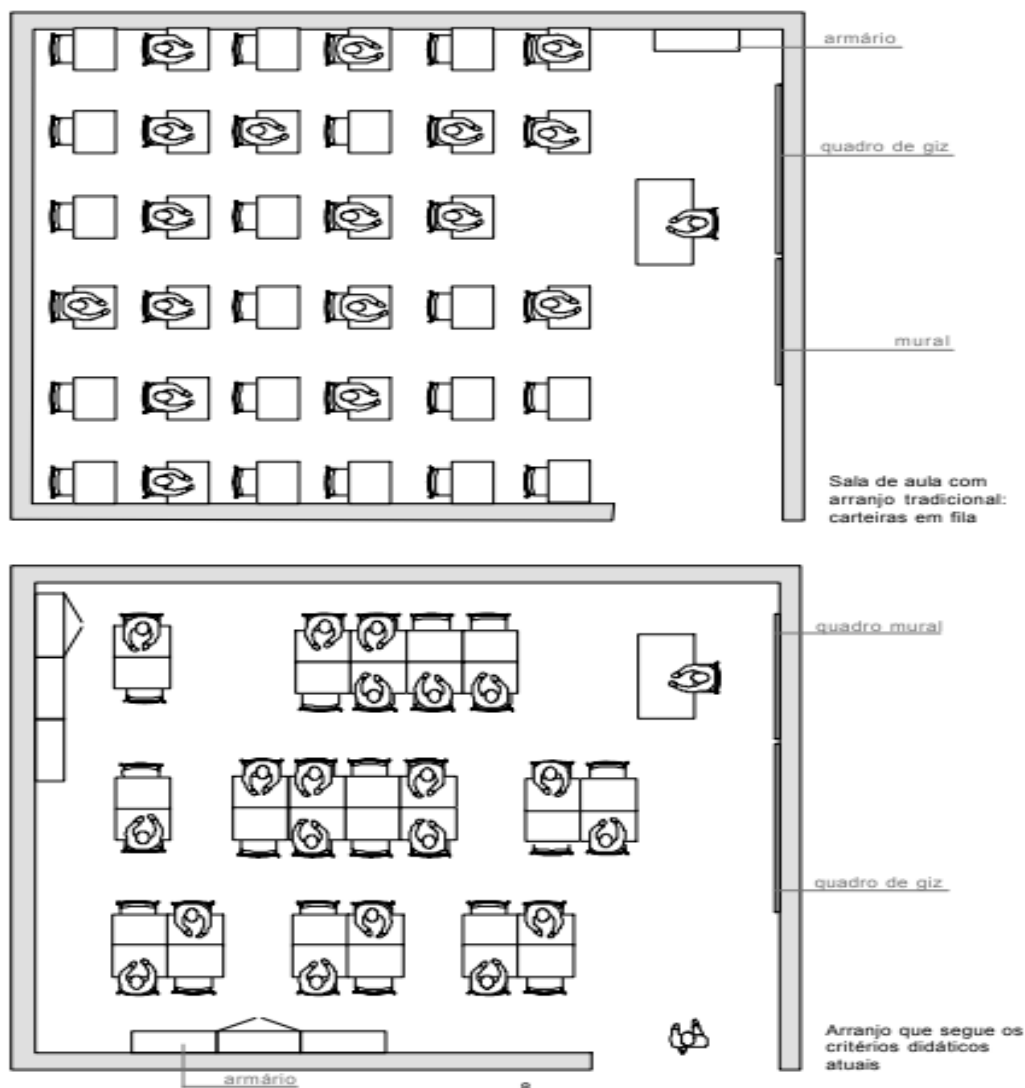 armário
quadro de giz
mural
Sala de aula com
arranjo tradicional:
carteiras em fila
quadro mural
quadro de giz
Arranjo que segue os
critérios didáticos
atuais
armário